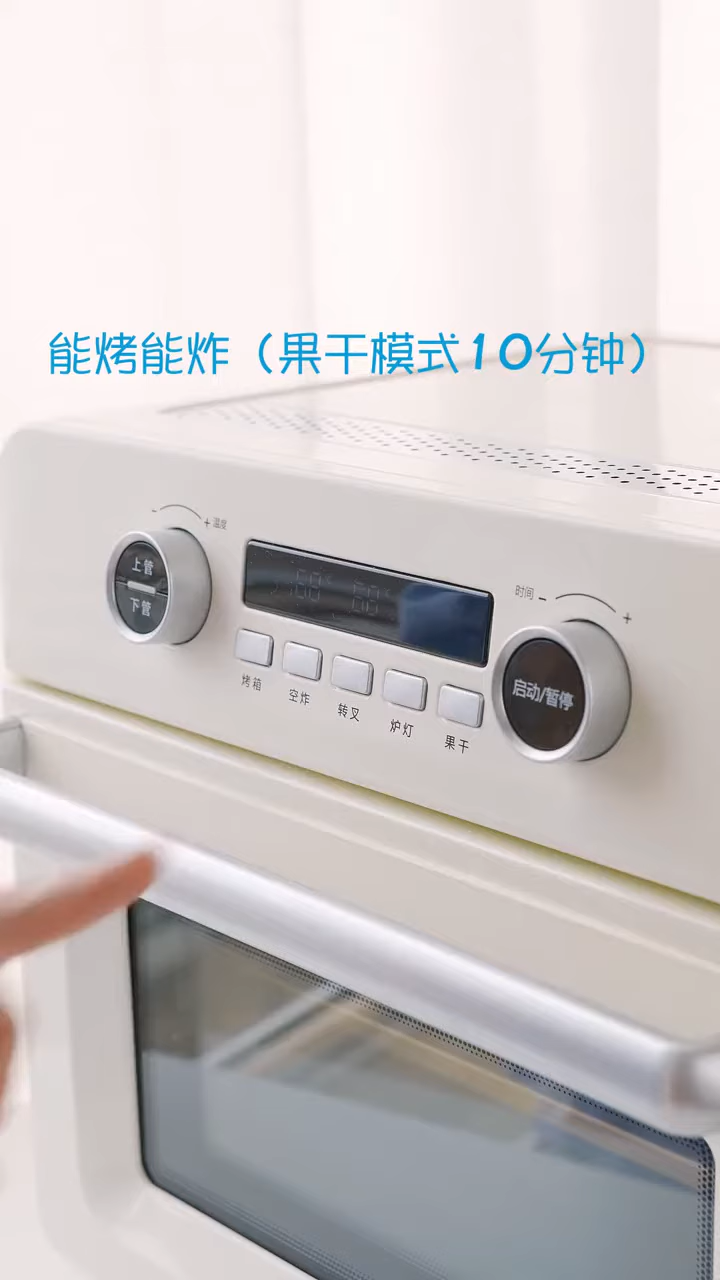 能烤能炸（果干模式10分钟）
- + 温度
上管
下管
时间 - +
启动/暂停
烤箱 空炸 转叉 炉灯 果干